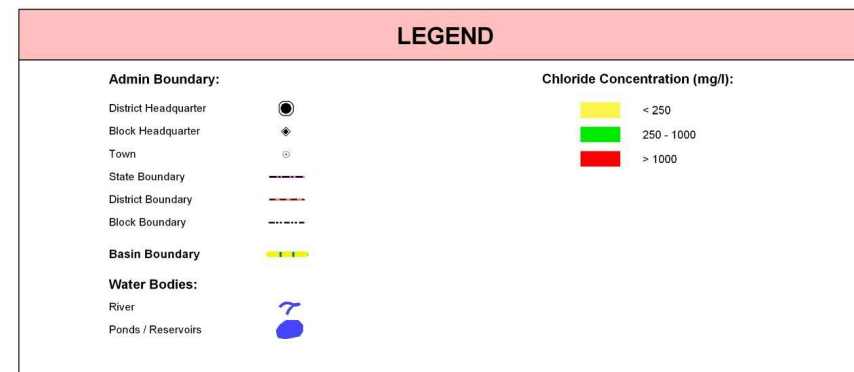 LEGEND
Admin Boundary:
District Headquarter
Block Headquarter
Town
State Boundary
District Boundary
Block Boundary
Basin Boundary
Water Bodies:
River
Ponds / Reservoirs
Chloride Concentration (mg/l):
< 250
250 - 1000
> 1000